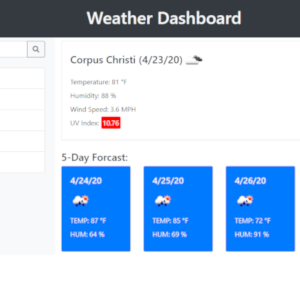 Weather Dashboard
Corpus Christi (4/23/20)
Temperature: 81 °F
Humidity: 88 %
Wind Speed: 3.6 MPH
UV Index: 10.76
5-Day Forcast:
4/24/20
4/25/20
4/26/20
TEMP: 87 °F
TEMP: 85 °F
TEMP: 72 °F
HUM: 64 %
HUM: 69 %
HUM: 91 %